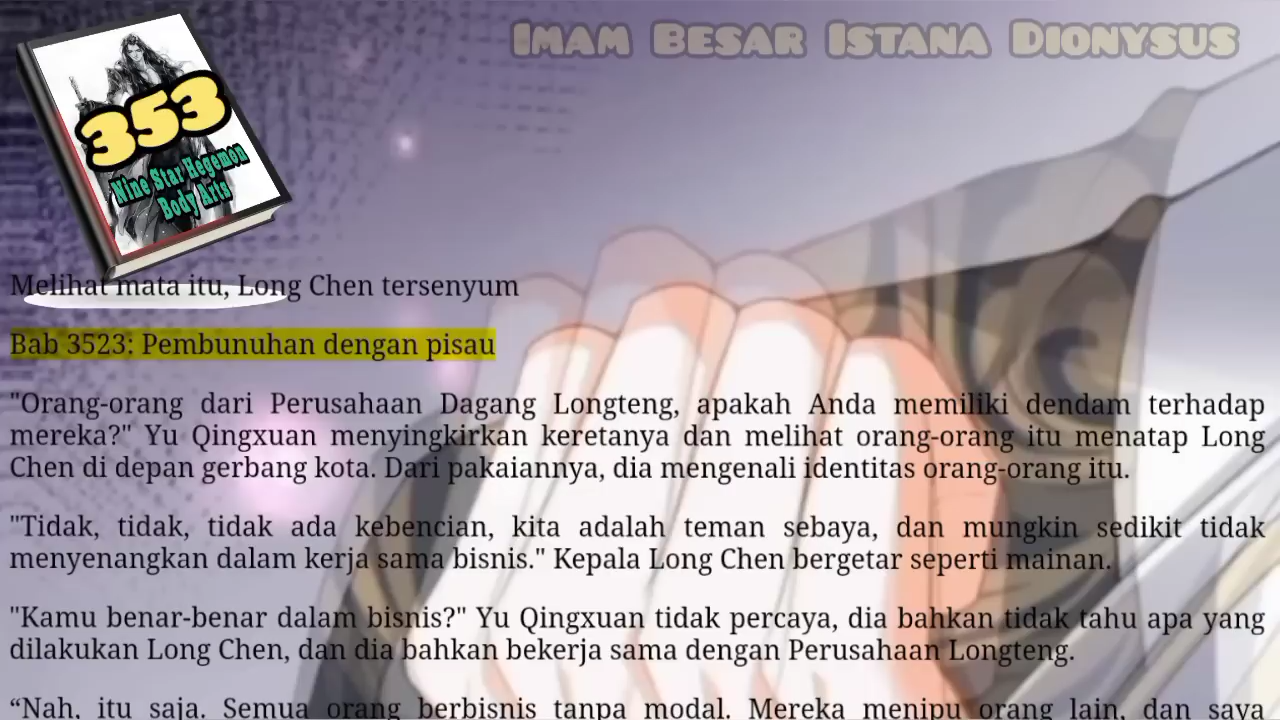 Imam Besar Istana Dionysus
353
Nine Star Hegemon
Body Arts
Melihat mata itu, Long Chen tersenyum
Bab 3523: Pembunuhan dengan pisau
"Orang-orang dari Perusahaan Dagang Longteng, apakah Anda memiliki dendam terhadap
mereka?" Yu Qingxuan menyingkirkan keretanya dan melihat orang-orang itu menatap Long
Chen di depan gerbang kota. Dari pakaiannya, dia mengenali identitas orang-orang itu.
"Tidak, tidak, tidak ada kebencian, kita adalah teman sebaya, dan mungkin sedikit tidak
menyenangkan dalam kerja sama bisnis." Kepala Long Chen bergetar seperti mainan.
"Kamu benar-benar dalam bisnis?" Yu Qingxuan tidak percaya, dia bahkan tidak tahu apa yang
dilakukan Long Chen, dan dia bahkan bekerja sama dengan Perusahaan Longteng.
“Nah, itu saja. Semua orang berbisnis tanpa modal. Mereka menipu orang lain, dan saya